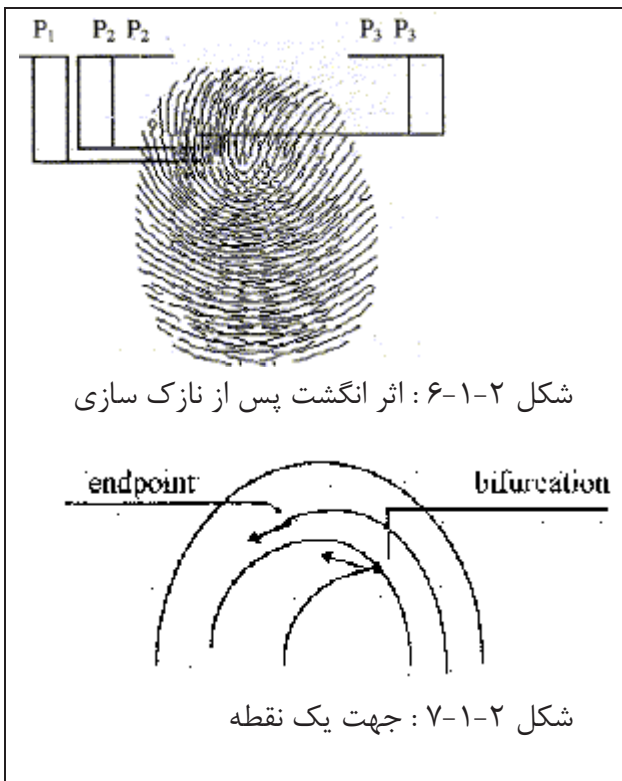 P₁ P₂ P₂ P₃ P₃
شکل ۲-۱-۶ : اثر انگشت پس از نازک سازی
endpoint bifurcation
شکل ۲-۱-۷ : جهت یک نقطه